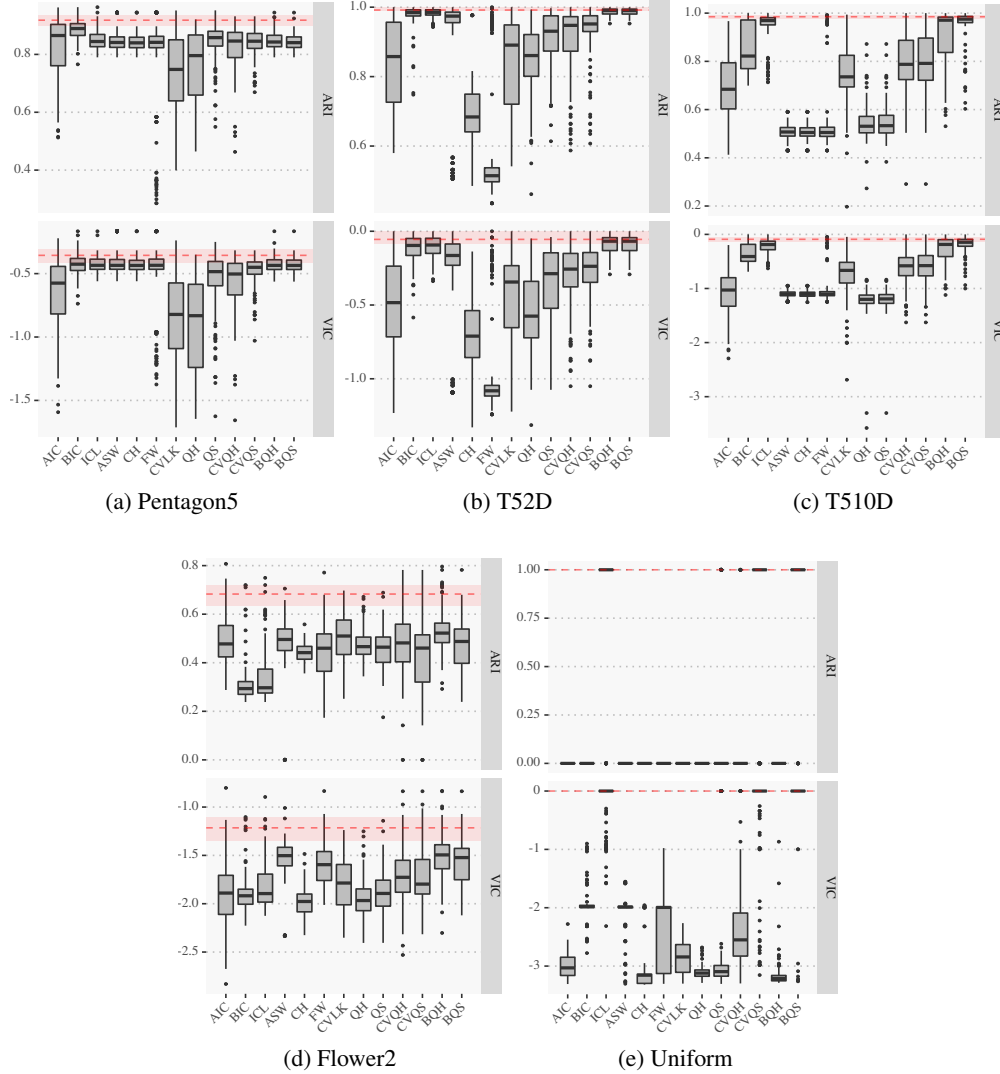 0.8
0.6
0.4
ARI
-0.5
-1.0
-1.5
VIC
AIC BIC ICL ASW CH FW CVLK QH QS CVQH CVQS BQH BQS
(a) Pentagon5
1.0
0.8
0.6
ARI
0.0
-0.5
-1.0
VIC
AIC BIC ICL ASW CH FW CVLK QH QS CVQH CVQS BQH BQS
(b) T52D
1.0
0.8
0.6
0.4
0.2
ARI
0
-1
-2
-3
VIC
AIC BIC ICL ASW CH FW CVLK QH QS CVQH CVQS BQH BQS
(c) T510D
0.8
0.6
0.4
0.2
0.0
ARI
-1.0
-1.5
-2.0
-2.5
VIC
AIC BIC ICL ASW CH FW CVLK QH QS CVQH CVQS BQH BQS
(d) Flower2
1.00
0.75
0.50
0.25
0.00
ARI
0
-1
-2
-3
VIC
AIC BIC ICL ASW CH FW CVLK QH QS CVQH CVQS BQH BQS
(e) Uniform